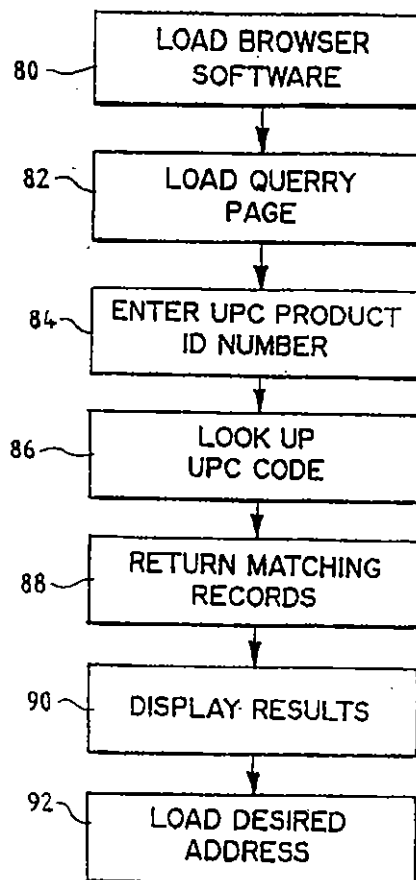 80
LOAD BROWSER
SOFTWARE
82
LOAD QUERRY
PAGE
84
ENTER UPC PRODUCT
ID NUMBER
86
LOOK UP
UPC CODE
88
RETURN MATCHING
RECORDS
90
DISPLAY RESULTS
92
LOAD DESIRED
ADDRESS